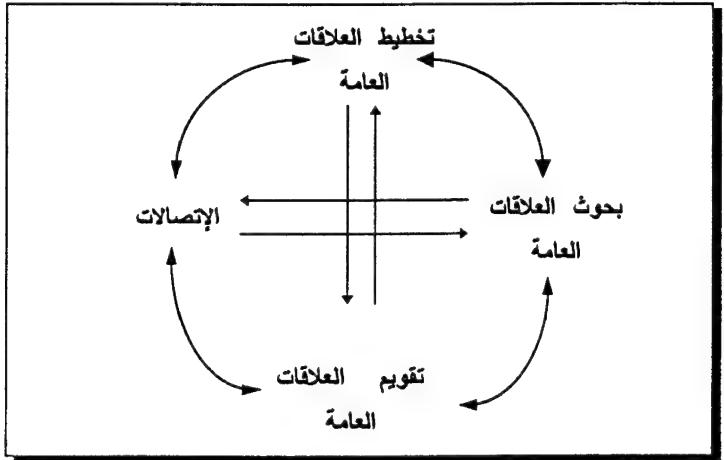 تخطيط العلاقات
العامة
بحوث العلاقات
العامة
الإتصالات
تقويم العلاقات
العامة